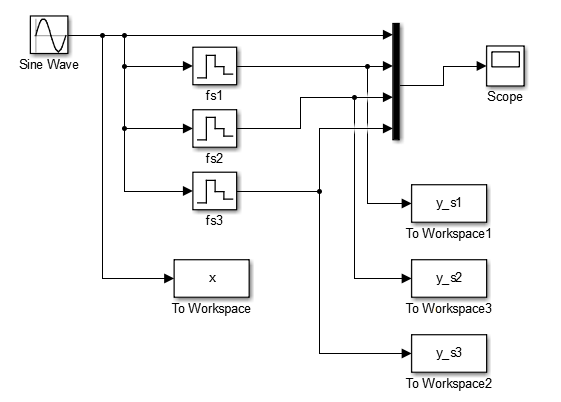 Sine Wave
fs1
Scope
fs2
fs3
y_s1
To Workspace1
x
To Workspace
y_s2
To Workspace3
y_s3
To Workspace2